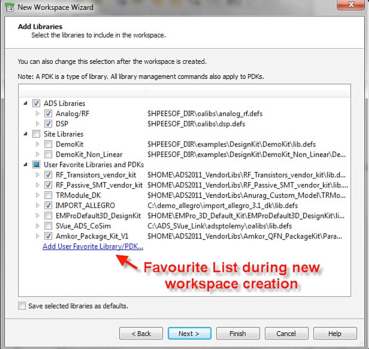 New Workspace Wizard
Add Libraries
Select the libraries to include in the workspace.
You can also change this selection after the workspace is created.
Note: A PDK is a type of library. All library management commands also apply to PDKs.
ADS Libraries
Analog/RF $HPEESOF_DIR\oalibs\analog_rf.defs
DSP $HPEESOF_DIR\oalibs\dsp.defs
Site Libraries
DemoKit $HPEESOF_DIR\examples\DesignKit\DemoKit\lib.defs
DemoKit_Non_Linear $HPEESOF_DIR\examples\DesignKit\DemoKit_Non_Linear\De...
User Favorite Libraries and PDKs
RF_Transistors_vendor_kit $HOME\ADS2011_VendorLibs\RF_Transistors_vendor_kit\lib.d...
RF_Passive_SMT_vendor_kit $HOME\ADS2011_VendorLibs\RF_Passive_SMT_vendor_kit\...
TRModule_DK $HOME\ADS2011_VendorLibs\Anurag_Custom_Model\TRMo...
IMPORT_ALLEGRO C:\demo_allegro\import_allegro_3.1_dk\lib.defs
EMProDefault3D_DesignKit $HOME\EMPro_3D_Default_Kit\EMProDefault3D_DesignKit\l...
SVue_ADS_CoSim C:\ADS_SVue_Link\adsptolemy\oalibs\lib.defs
Amkor_Package_Kit_V1 $HOME\ADS2011_VendorLibs\Amkor_QFN_PackageKit\Para...
Add User Favorite Library/PDK...
Favourite List during new
workspace creation
Save selected libraries as defaults.
< Back Next > Finish Cancel Help